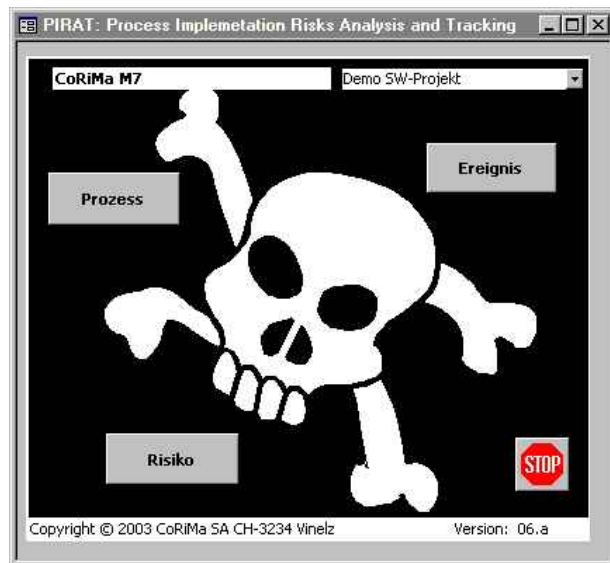 PIRAT: Process Implemetation Risks Analysis and Tracking
CoRiMa M7
Demo SW-Projekt
Ereignis
Prozess
Risiko
STOP
Copyright © 2003 CoRiMa SA CH-3234 Vinelz
Version: 06.a